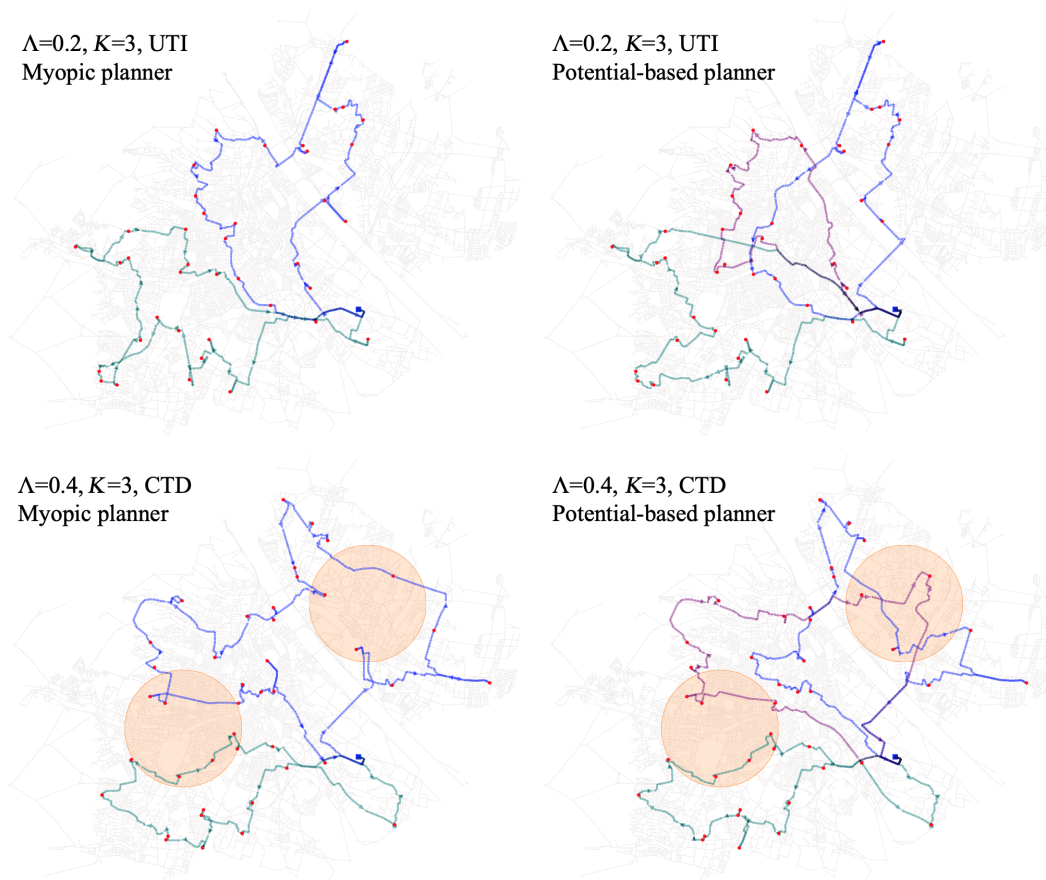 Λ=0.2, K=3, UTI
Myopic planner
Λ=0.2, K=3, UTI
Potential-based planner
Λ=0.4, K=3, CTD
Myopic planner
Λ=0.4, K=3, CTD
Potential-based planner